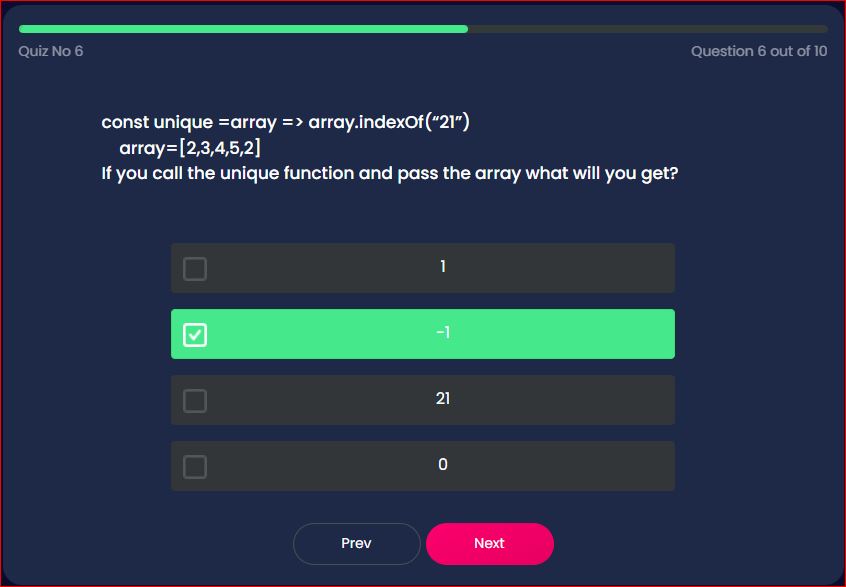 Quiz No 6
Question 6 out of 10
const unique =array => array.indexOf(“21”)
array=[2,3,4,5,2]
If you call the unique function and pass the array what will you get?
1
-1
21
0
Prev
Next